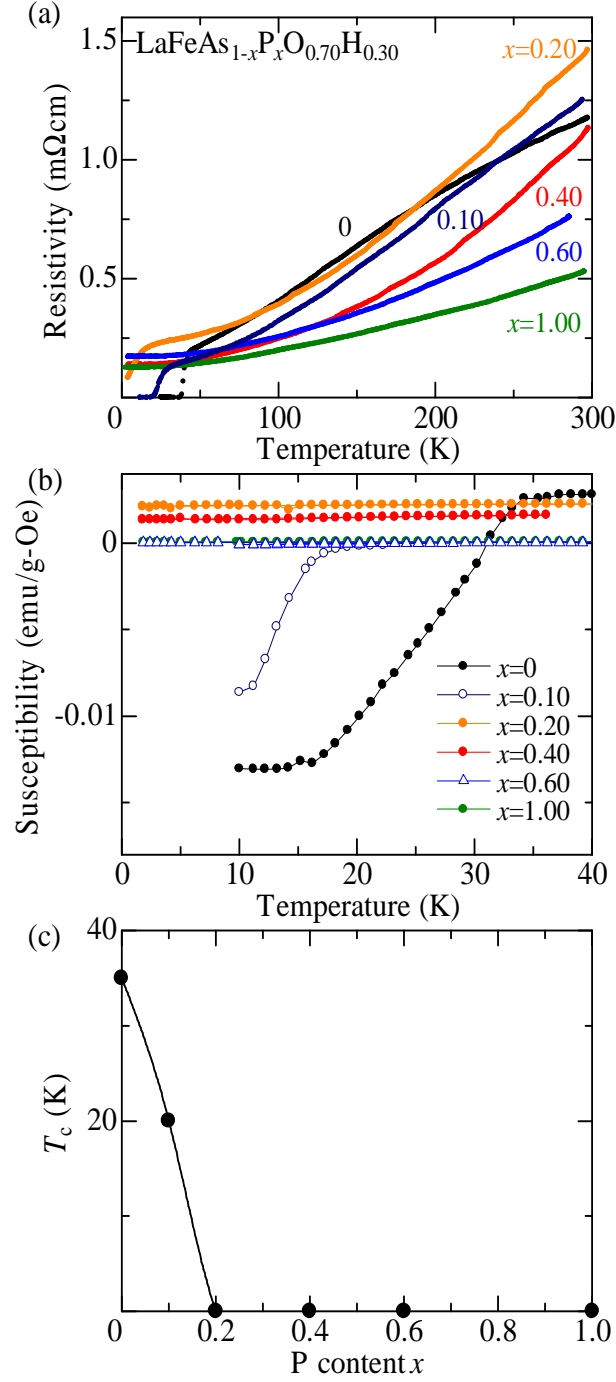 (a)
LaFeAs1-xPxO0.70H0.30
x=0.20
1.5
1.0
0.5
0
0.10
0.40
0.60
x=1.00
Resistivity (mΩcm)
0 100 200 300
Temperature (K)
(b)
0
-0.01
Susceptibility (emu/g-Oe)
x=0
x=0.10
x=0.20
x=0.40
x=0.60
x=1.00
0 10 20 30 40
Temperature (K)
(c)
40
20
Tc (K)
0 0.2 0.4 0.6 0.8 1.0
P content x